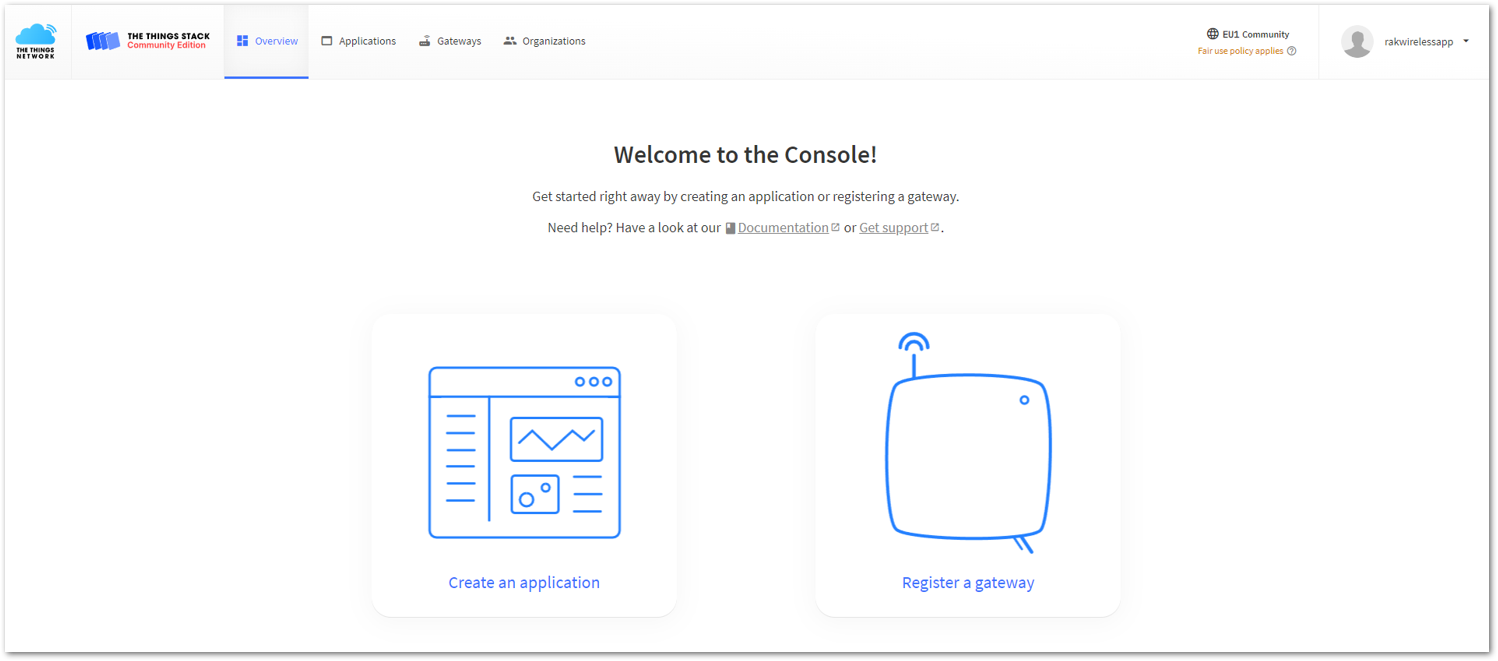 THE THINGS
NETWORK
THE THINGS STACK
Community Edition
Overview
Applications
Gateways
Organizations
EU1 Community
Fair use policy applies
rakwirelessapp
Welcome to the Console!
Get started right away by creating an application or registering a gateway.
Need help? Have a look at our Documentation or Get support.
Create an application
Register a gateway